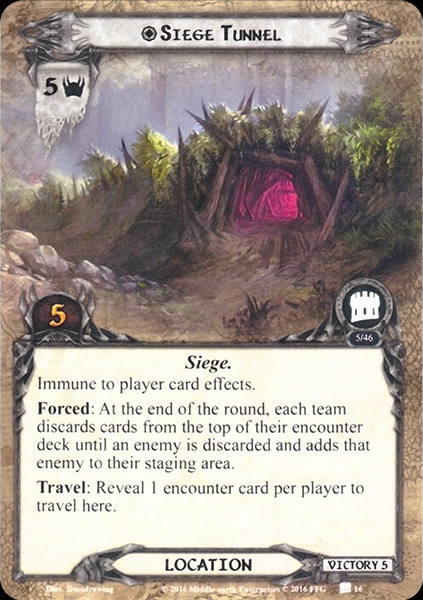 SIEGE TUNNEL
5
5
5/46
Siege.
Immune to player card effects.
Forced: At the end of the round, each team
discards cards from the top of their encounter
deck until an enemy is discarded and adds that
enemy to their staging area.
Travel: Reveal 1 encounter card per player to
travel here.
LOCATION
VICTORY 5
Illus. Darodrawing © 2016 Middle-earth Enterprises © 2016 FFG 16